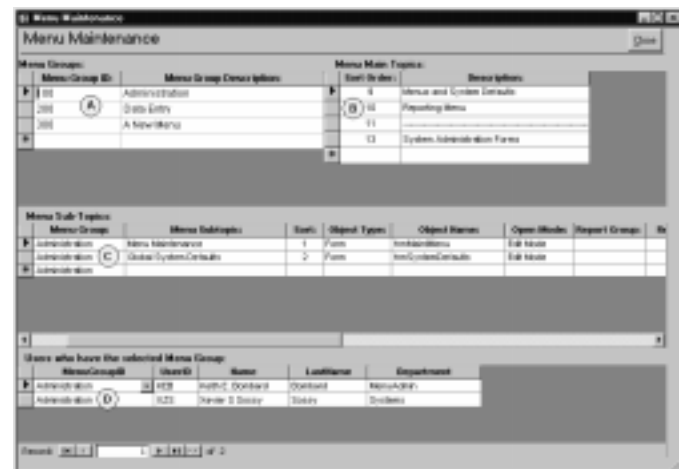 Menu Maintenance
Menu Maintenance
Close
Menu Groups:
Menu Group ID:
Menu Group Description:
100
Administration
200
Data Entry
300
A New Menu
A
Menu Main Topics:
Sort Order:
Description:
9
Menus and System Defaults
10
Reporting Menu
11
13
System Administration Forms
B
Menu Sub Topics:
Menu Group:
Menu Subtopic:
Sort:
Object Type:
Object Name:
Open Mode:
Report Group:
Re
Administration
Menu Maintenance
1
Form
frmMainMenu
Edit Mode
Administration
Global System Defaults
2
Form
frmSystemDefaults
Edit Mode
Administration
C
Users who have the selected Menu Group:
MenuGroupID
UserID
Name
LastName
Department
Administration
KEB
Keith E. Bombard
Bombard
MenuAdmin
Administration
Systems
D
Record:
1
of 2